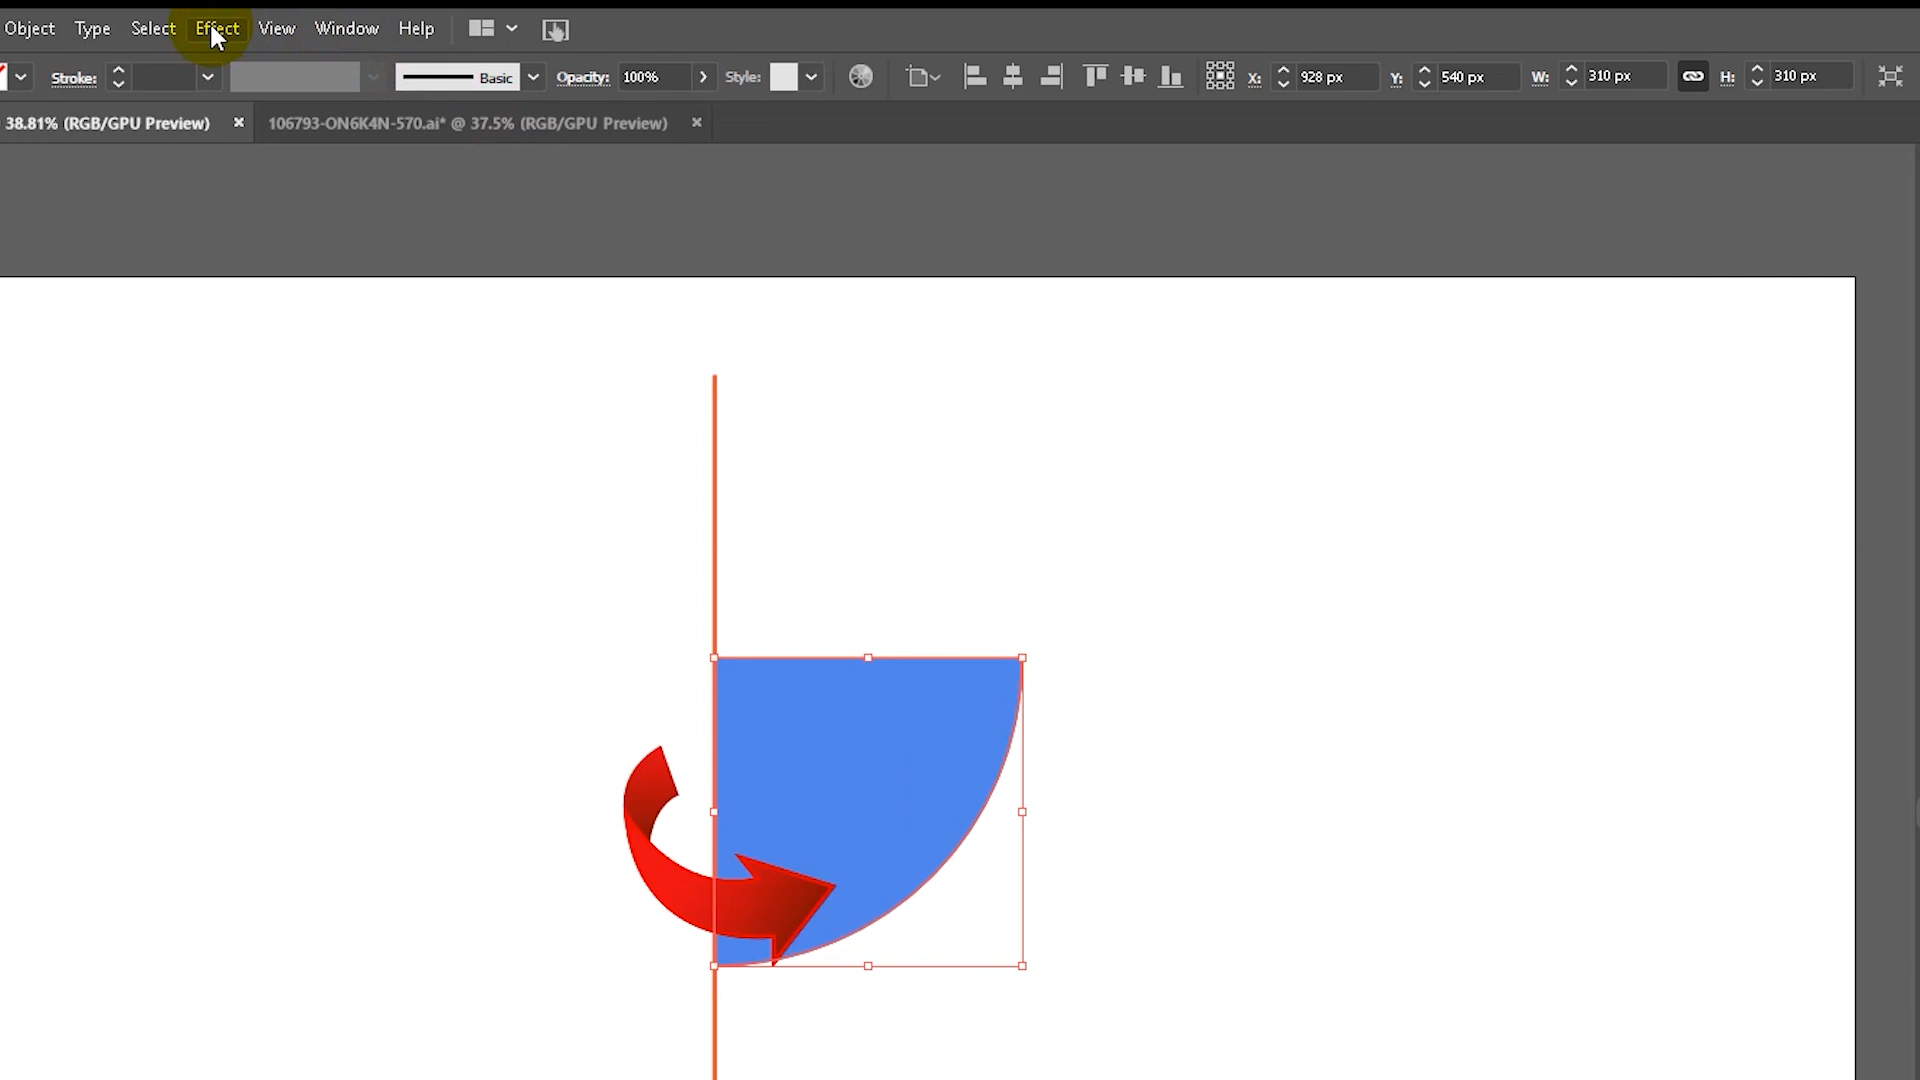 Object Type Select Effect View Window Help
Stroke: Basic Opacity: 100% Style: X: 928 px Y: 540 px W: 310 px H: 310 px
38.81% (RGB/GPU Preview) × 106793-ON6K4N-570.ai* @ 37.5% (RGB/GPU Preview) ×